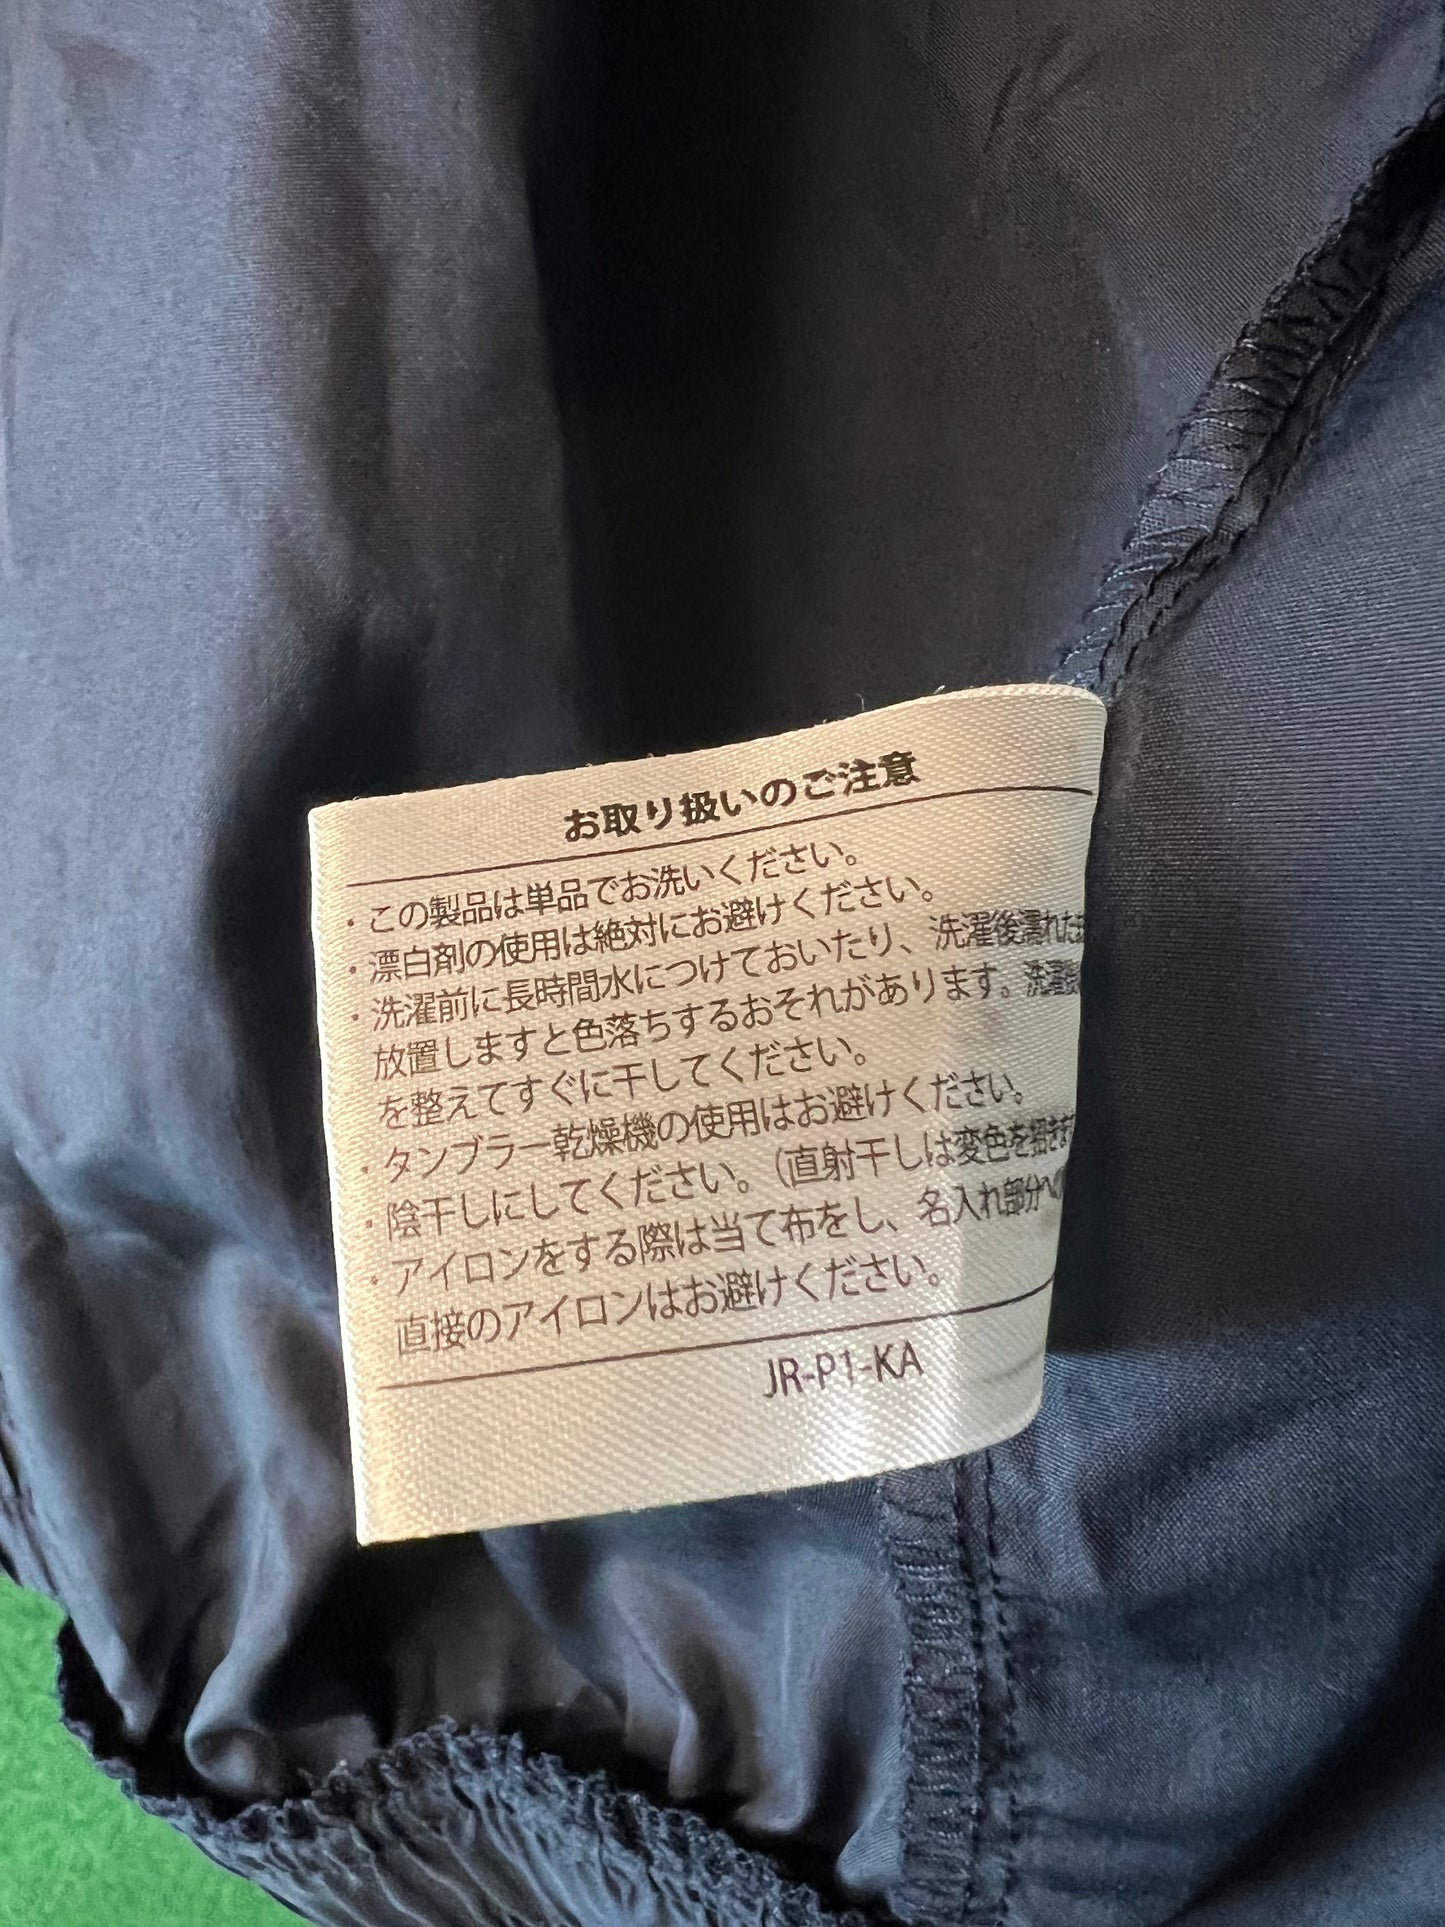 お取り扱いのご注意
・この製品は単品でお洗いください。
・漂白剤の使用は絶対にお避けください。
・洗濯前に長時間水につけておいたり、洗濯後濡れたま
放置しますと色落ちするおそれがあります。洗濯後
を整えてすぐに干してください。
・タンブラー乾燥機の使用はお避けください。
陰干しにしてください。（直射干しは変色を招きま
・アイロンをする際は当て布をし、名入れ部分へ
直接のアイロンはお避けください。
JR-P1-KA